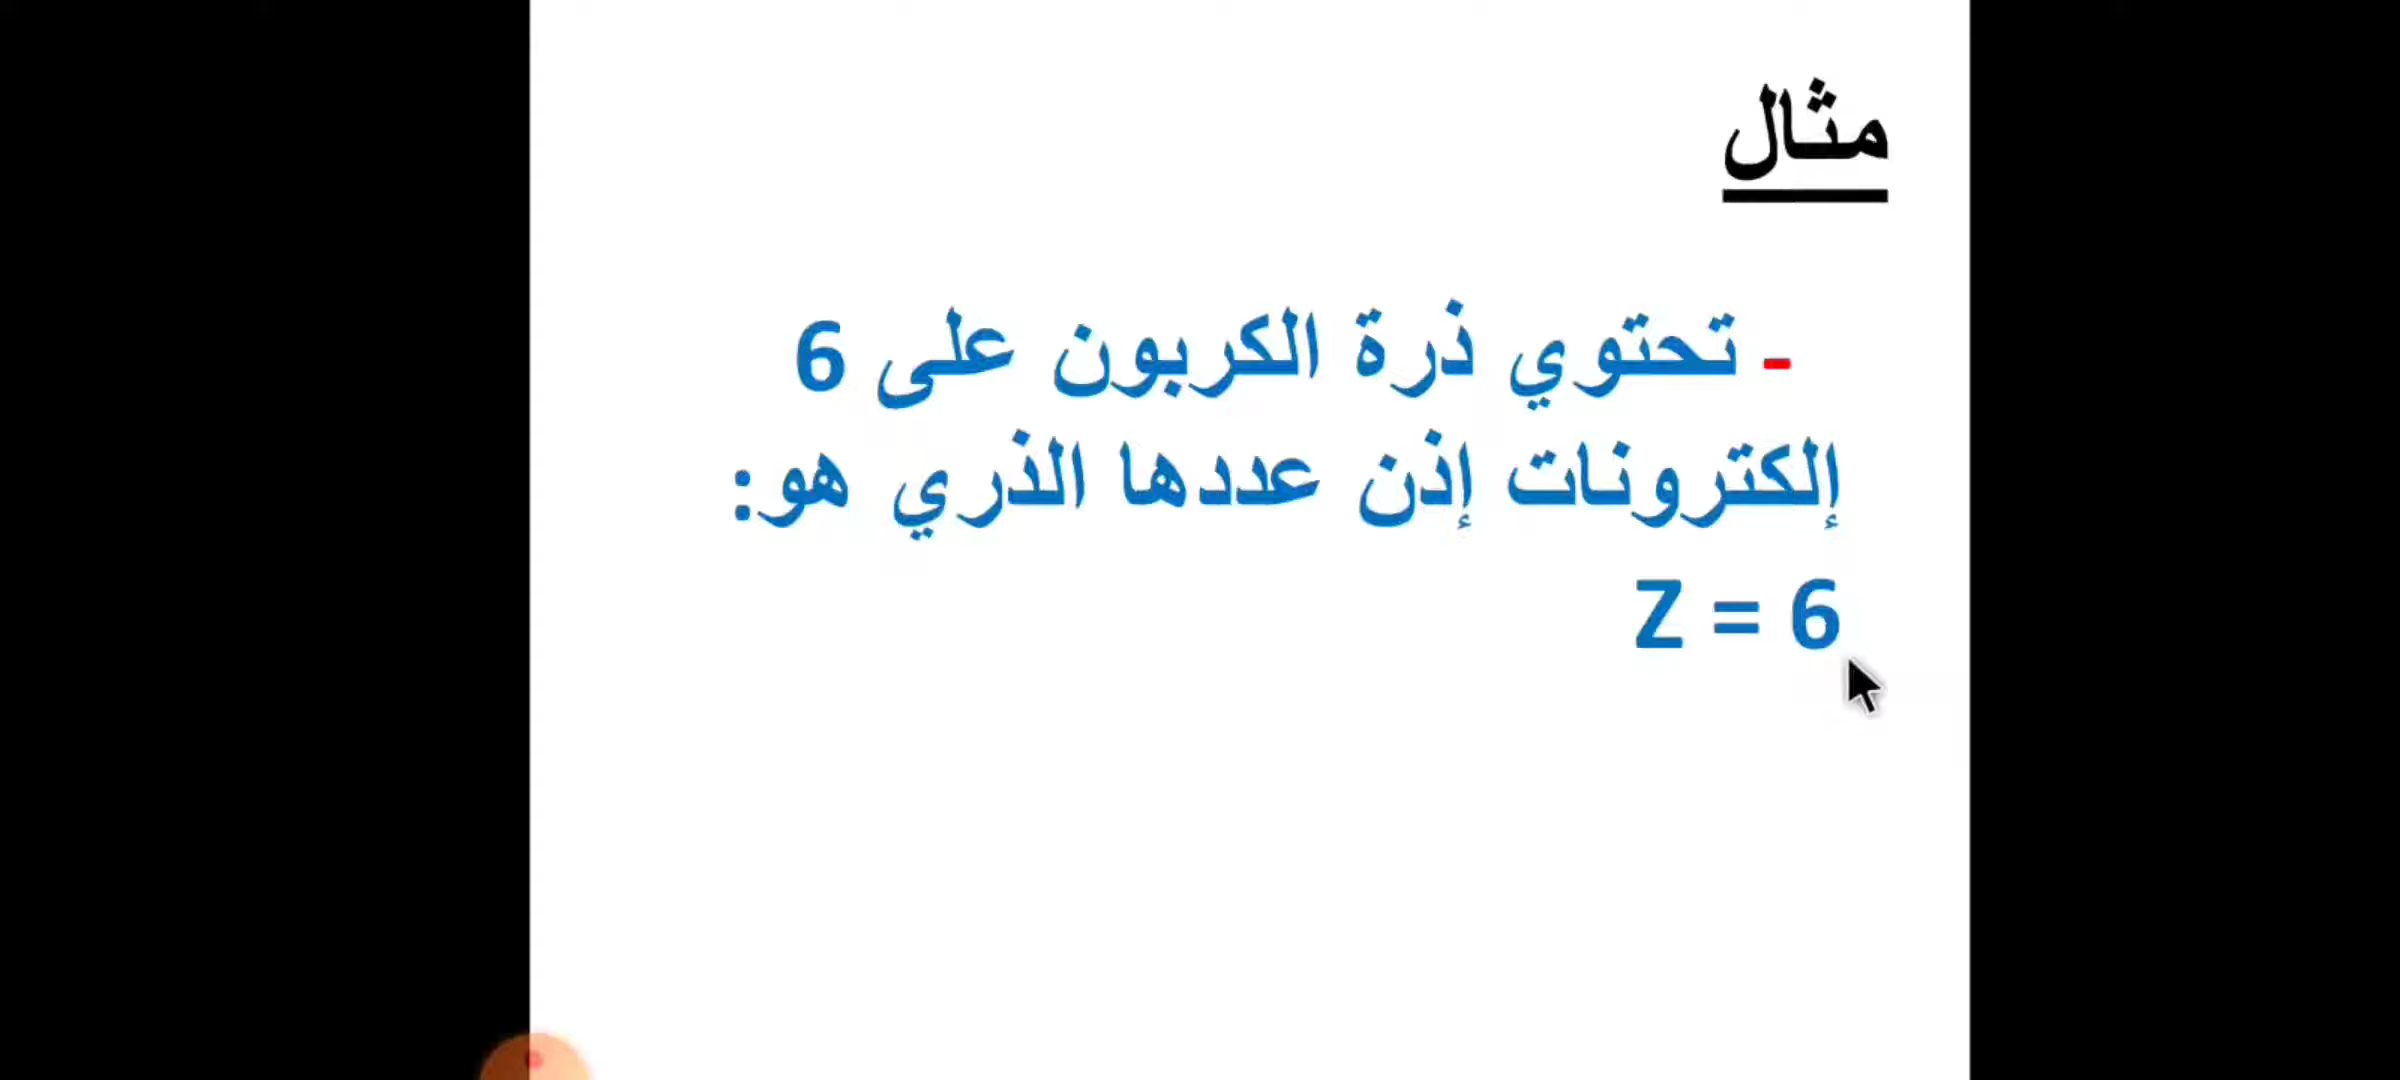 مثال
- تحتوي ذرة الكربون على 6
إلكترونات إذن عددها الذري هو:
Z = 6